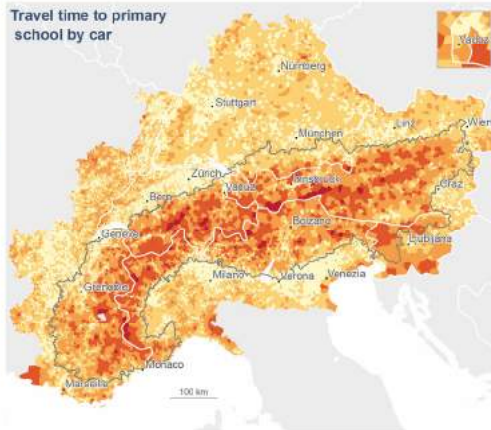 Travel time to primary
school by car
Vaduz
Nürnberg
Stuttgart
Linz
Wien
München
Zürich
Innsbruck
Bern
Vaduz
Graz
Bolzano
Genève
Ljubljana
Milano
Verona
Venezia
Grenoble
Monaco
Marseille
100 km